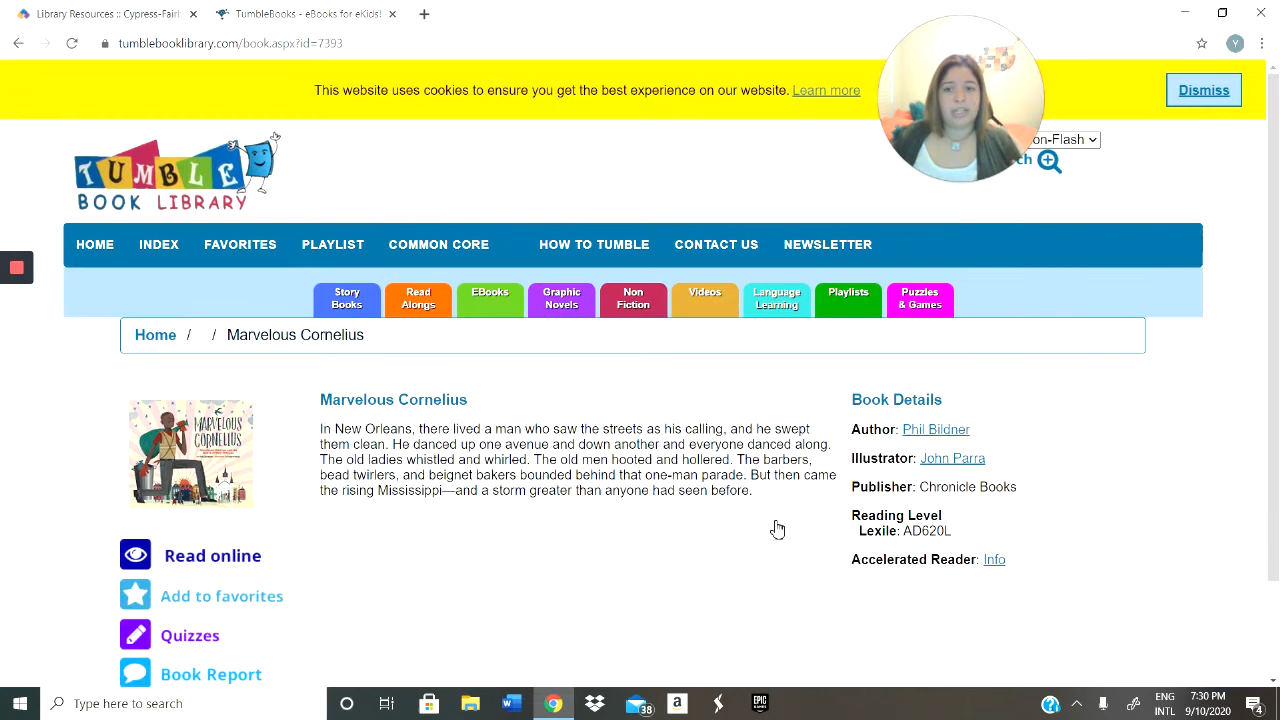 Library Resources :: Cypress-Fair
TumbleBooks - eBooks for eKids!
tumblebooklibrary.com/book.aspx?id=7393
Y
This website uses cookies to ensure you get the best experience on our website. Learn more
Dismiss
on-Flash
ch
TUMBLE
BOOK LIBRARY
HOME INDEX FAVORITES PLAYLIST COMMON CORE HOW TO TUMBLE CONTACT US NEWSLETTER
Story Books
Read Alongs
EBooks
Graphic Novels
Non Fiction
Videos
Language Learning
Playlists
Puzzles & Games
Home / / Marvelous Cornelius
MARVELOUS
CORNELIUS
Marvelous Cornelius
In New Orleans, there lived a man who saw the streets as his calling, and he swept
them clean. He danced up one avenue and down another and everyone danced along.
The old ladies whistled and whirled. The old men hooted and hollered. The barbers,
bead twirlers, and beignet bakers bounded behind that one-man parade. But then came
the rising Mississippi—and a storm greater than anyone had seen before.
Book Details
Author: Phil Bildner
Illustrator: John Parra
Publisher: Chronicle Books
Reading Level
Lexile: AD620L
Accelerated Reader: Info
Read online
Add to favorites
Quizzes
Book Report
Type here to search
38
a
EPIC GAMES
ENG
INTL
7:30 PM
9/10/2020
4